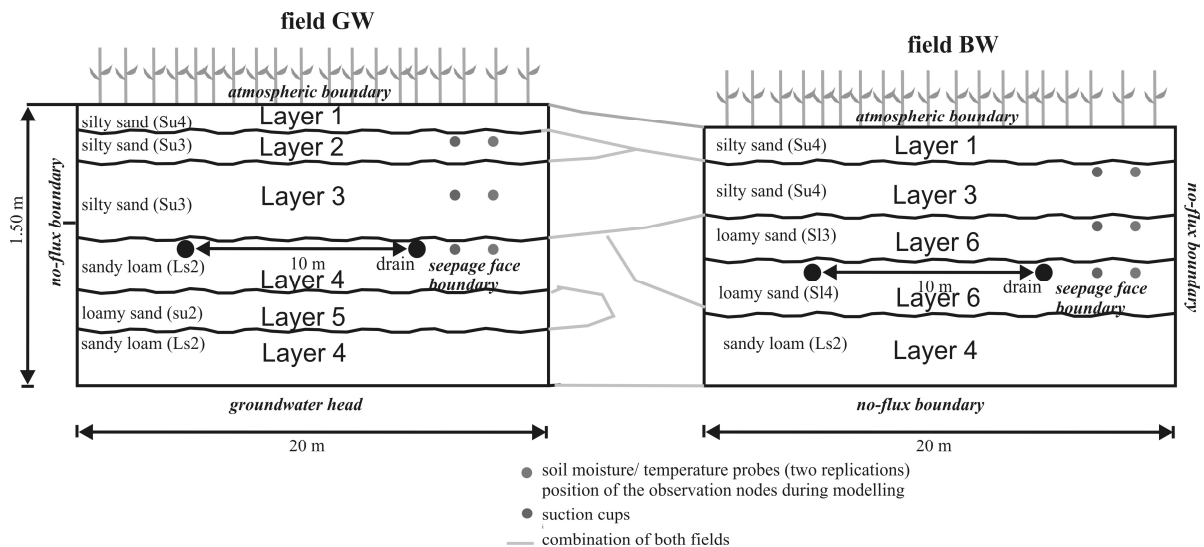 field GW
atmospheric boundary
silty sand (Su4)
Layer 1
silty sand (Su3)
Layer 2
silty sand (Su3)
Layer 3
sandy loam (Ls2)
10 m
drain
seepage face
boundary
Layer 4
loamy sand (su2)
Layer 5
sandy loam (Ls2)
Layer 4
1.50 m
no-flux boundary
groundwater head
20 m
field BW
atmospheric boundary
silty sand (Su4)
Layer 1
silty sand (Su4)
Layer 3
loamy sand (Sl3)
Layer 6
10 m
drain
seepage face
boundary
loamy sand (Sl4)
Layer 6
sandy loam (Ls2)
Layer 4
no-flux boundary
no-flux boundary
20 m
soil moisture/ temperature probes (two replications)
position of the observation nodes during modelling
suction cups
combination of both fields